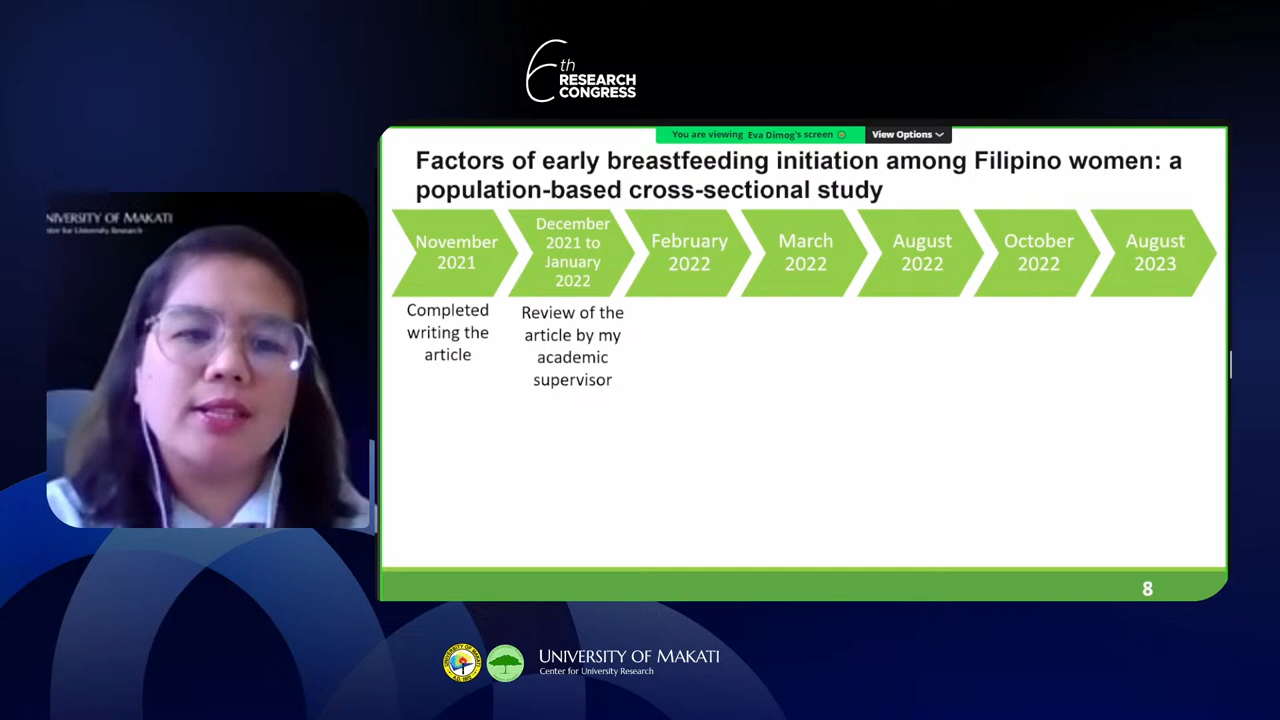 6th
RESEARCH
CONGRESS
You are viewing Eva Dimog's screen
View Options
Factors of early breastfeeding initiation among Filipino women: a
population-based cross-sectional study
NIVERSITY OF MAKATI
ter for University Research
November
2021
December
2021 to
January
2022
February
2022
March
2022
August
2022
October
2022
August
2023
Completed
writing the
article
Review of the
article by my
academic
supervisor
8
UNIVERSITY OF MAKATI
Center for University Research